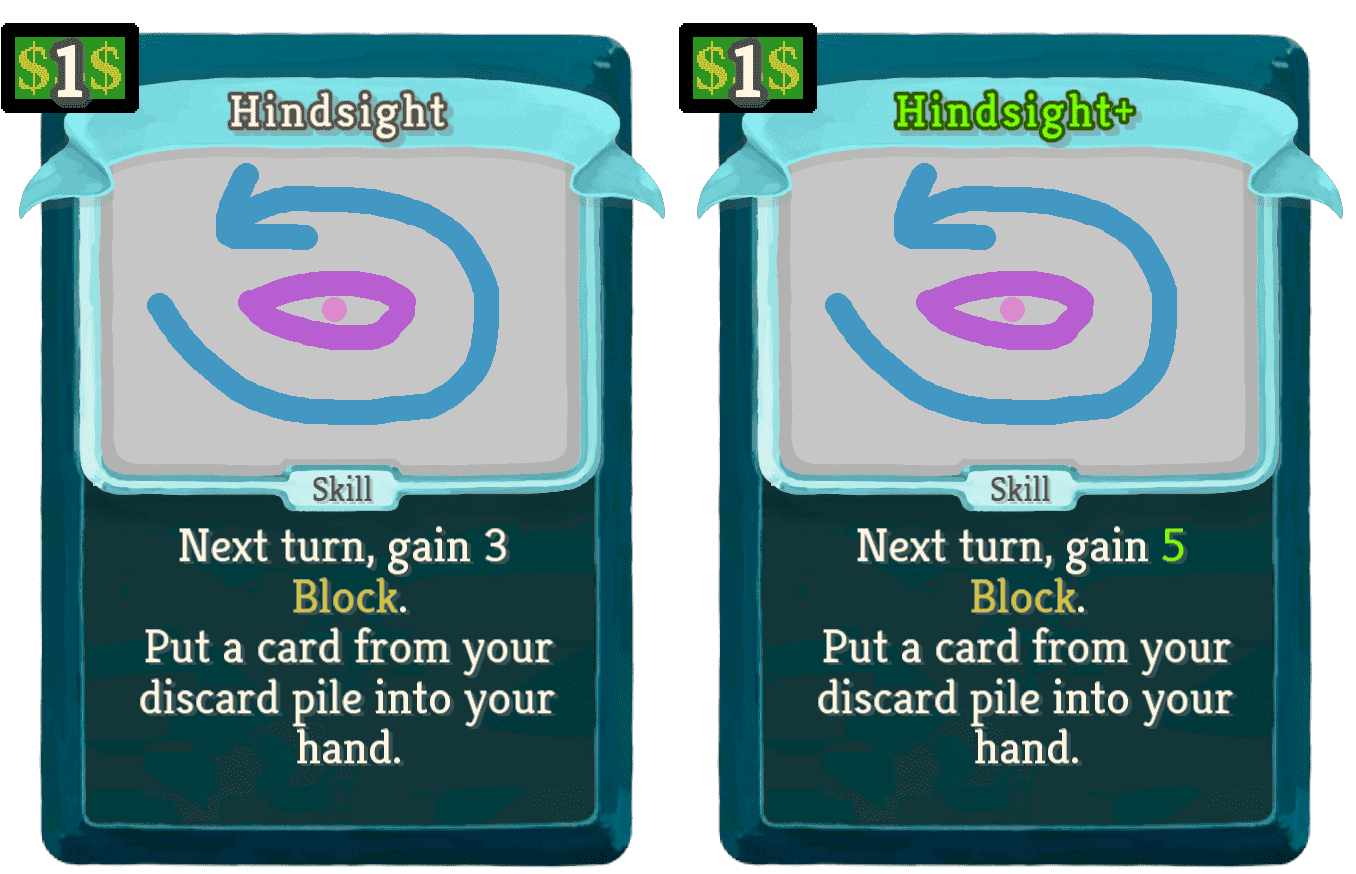 $1$
Hindsight
Skill
Next turn, gain 3
Block.
Put a card from your
discard pile into your
hand.
$1$
Hindsight+
Skill
Next turn, gain 5
Block.
Put a card from your
discard pile into your
hand.